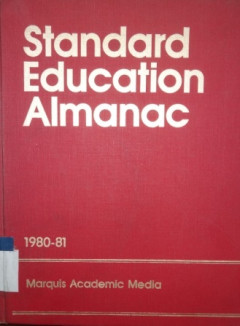 Standard
Education
Almanac
1980-81
Marquis Academic Media